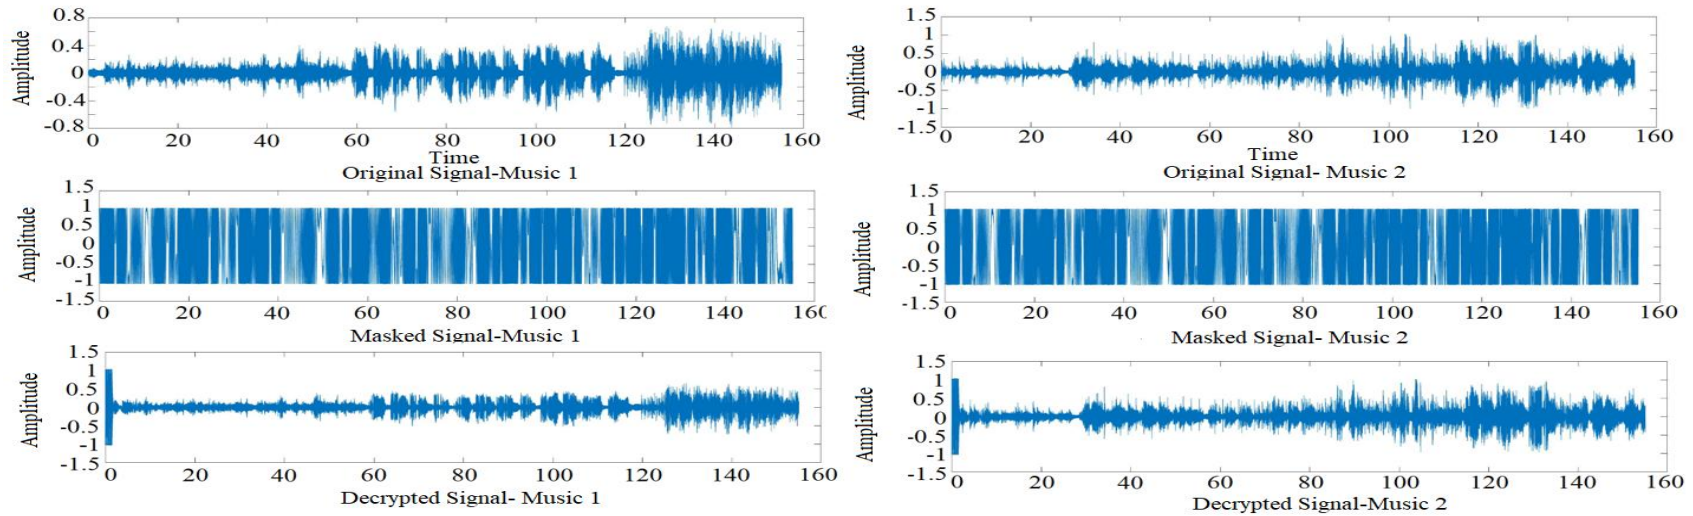 0.8
0.4
0
-0.4
-0.8
Amplitude
0 20 40 60 80 100 120 140 160
Time
Original Signal-Music 1
1.5
1
0.5
0
-0.5
-1
-1.5
Amplitude
0 20 40 60 80 100 120 140 160
Time
Original Signal- Music 2
1.5
1
0.5
0
-0.5
-1
-1.5
Amplitude
0 20 40 60 80 100 120 140
Masked Signal-Music 1
1.5
1
0.5
0
-0.5
-1
-1.5
Amplitude
0 20 40 60 80 100 120 140 160
Masked Signal- Music 2
1.5
1
0.5
0
-0.5
-1
-1.5
Amplitude
0 20 40 60 80 100 120 140 160
Decrypted Signal- Music 1
1.5
1
0.5
0
-0.5
-1
-1.5
Amplitude
0 20 40 60 80 100 120 140 160
Decrypted Signal-Music 2